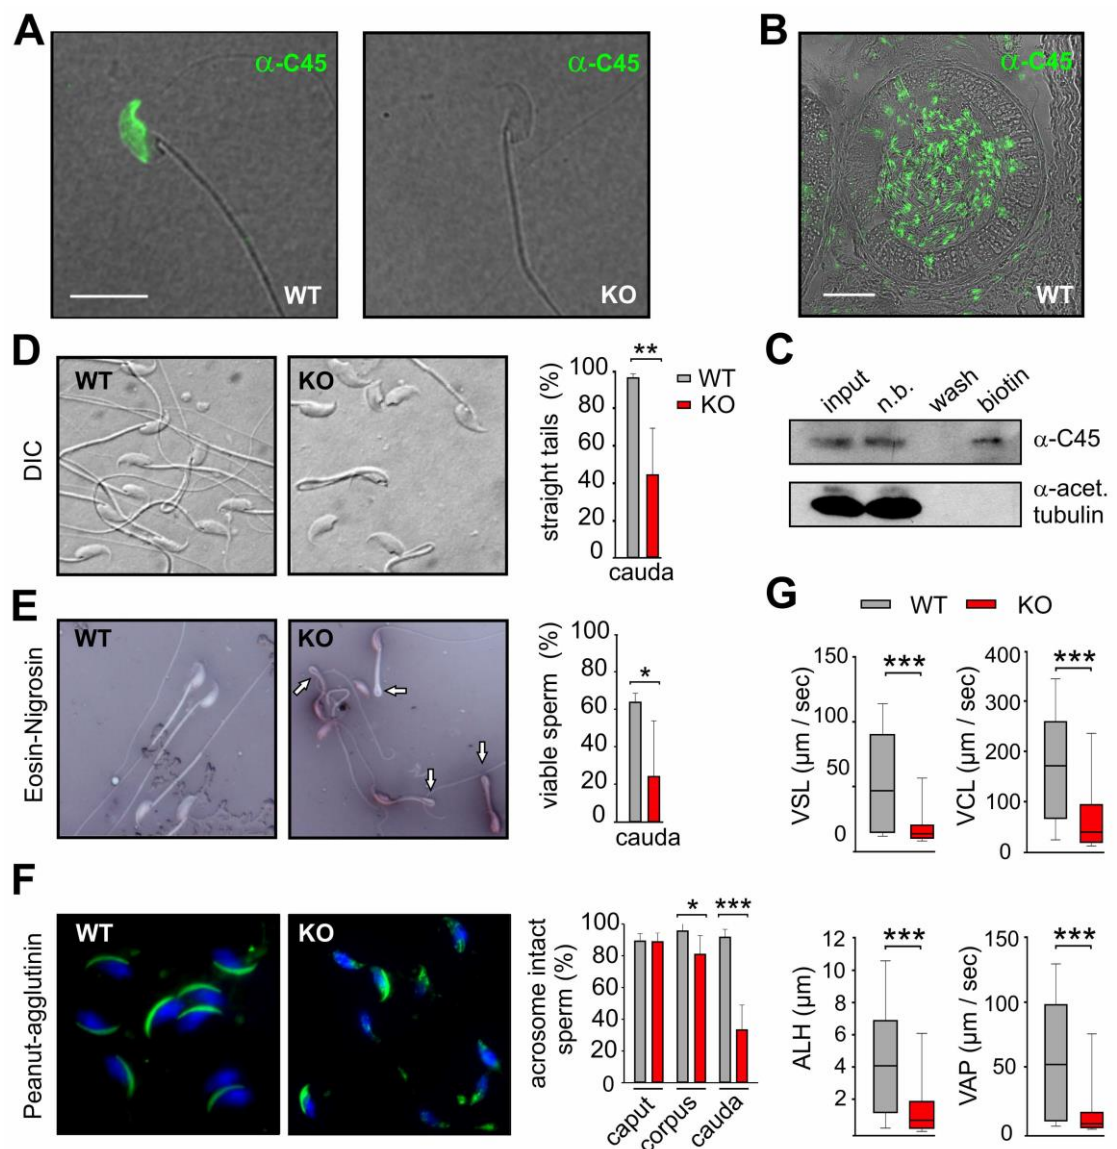 A
α-C45
WT
α-C45
KO
B
α-C45
WT
C
input
n.b.
wash
biotin
α-C45
α-acet.
tubulin
D
DIC
WT
KO
straight tails (%)
100
80
60
40
20
0
**
WT
KO
cauda
E
Eosin-Nigrosin
WT
KO
viable sperm (%)
100
80
60
40
20
0
*
cauda
F
Peanut-agglutinin
WT
KO
acrosome intact
sperm (%)
100
80
60
40
20
*
***
caput
corpus
cauda
G
WT
KO
VSL (µm / sec)
150
100
50
0
***
VCL (µm / sec)
400
300
200
100
0
***
ALH (µm)
12
10
8
6
4
2
***
VAP (µm / sec)
150
100
50
0
***